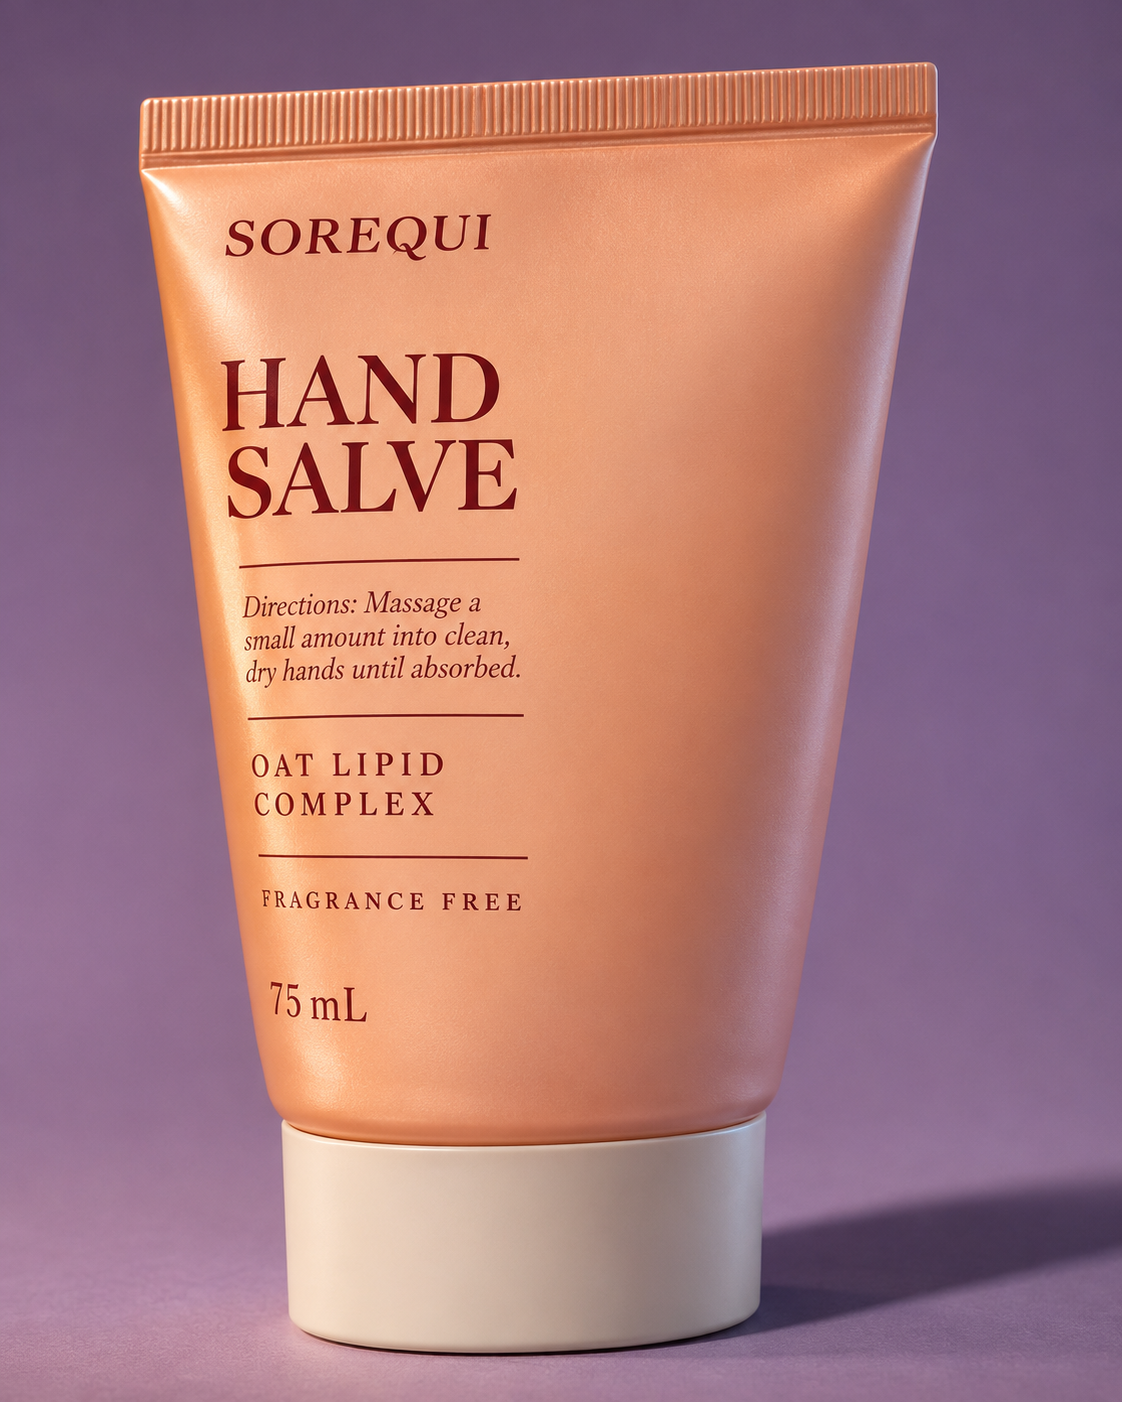 SOREQUI
HAND
SALVE
Directions: Massage a
small amount into clean,
dry hands until absorbed.
OAT LIPID
COMPLEX
FRAGRANCE FREE
75 mL